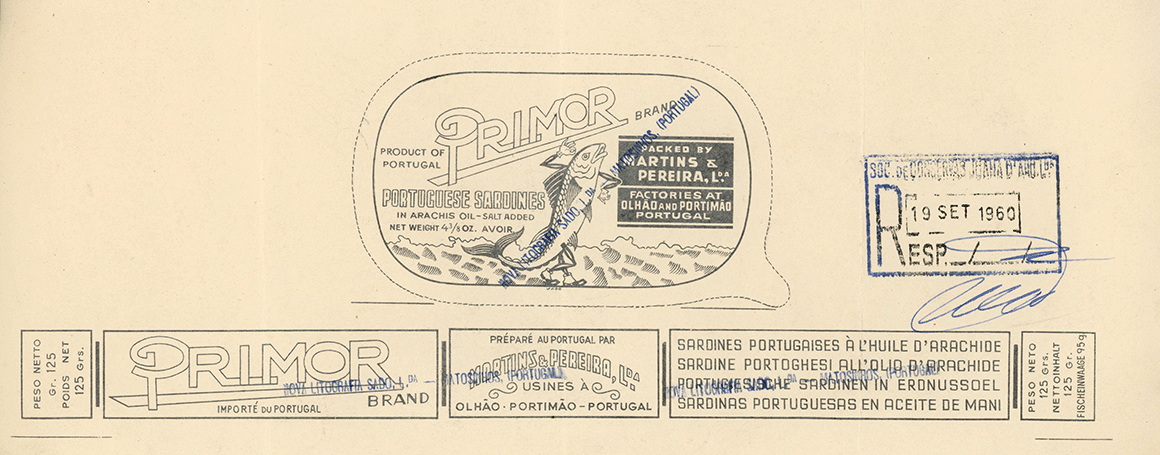 PRIMOR
BRAND
PRODUCT OF
PORTUGAL
PORTUGUESE SARDINES
IN ARACHIS OIL – SALT ADDED
NET WEIGHT 4 3/8 OZ. AVOIR.
PACKED BY
MARTINS &
PEREIRA, L.DA
FACTORIES AT
OLHÃO AND PORTIMÃO
PORTUGAL
NOVA LITOGRAFIA SADO, L.DA — MATOSINHOS, (PORTUGAL)
SOC. DE CONSERVAS JOANA D'ARC, L.DA
R
19 SET 1960
ESP. / /
PESO NETTO
Gr. 125
POIDS NET
125 Grs.
PRIMOR
BRAND
IMPORTÉ DU PORTUGAL
NOVA LITOGRAFIA SADO, L.DA — MATOSINHOS, (PORTUGAL)
PRÉPARÉ AU PORTUGAL PAR
MARTINS & PEREIRA, L.DA
USINES À
OLHÃO · PORTIMÃO – PORTUGAL
SARDINES PORTUGAISES À L'HUILE D'ARACHIDE
SARDINE PORTOGHESI ALL'OLIO D'ARACHIDE
PORTUGIESISCHE SARDINEN IN ERDNUSSOEL
SARDINAS PORTUGUESAS EN ACEITE DE MANI
NOVA LITOGRAFIA SADO, L.DA — MATOSINHOS, (PORTUGAL)
PESO NETO
125 Grs.
NETTOINHALT
125 Gr.
FISCHEINWAAGE 95 g